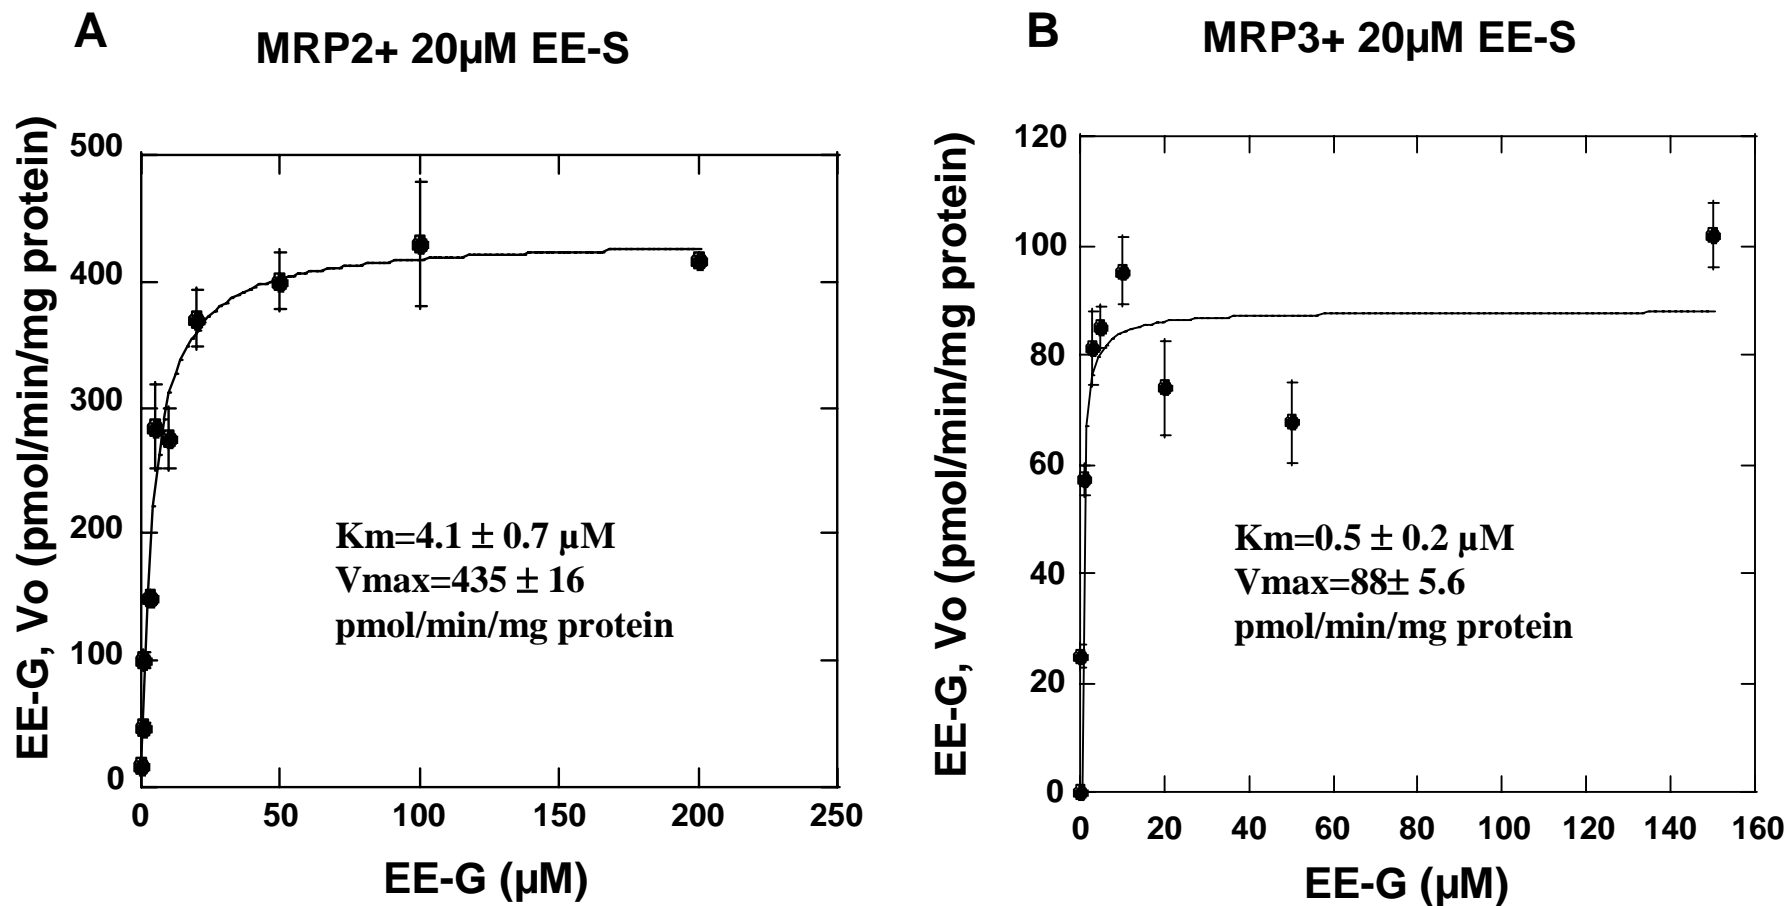 A
MRP2+ 20µM EE-S
EE-G, Vo (pmol/min/mg protein)
500
400
300
200
100
0
Km=4.1 ± 0.7 µM
Vmax=435 ± 16
pmol/min/mg protein
0 50 100 150 200 250
EE-G (µM)
B
MRP3+ 20µM EE-S
EE-G, Vo (pmol/min/mg protein)
120
100
80
60
40
20
0
Km=0.5 ± 0.2 µM
Vmax=88± 5.6
pmol/min/mg protein
0 20 40 60 80 100 120 140 160
EE-G (µM)